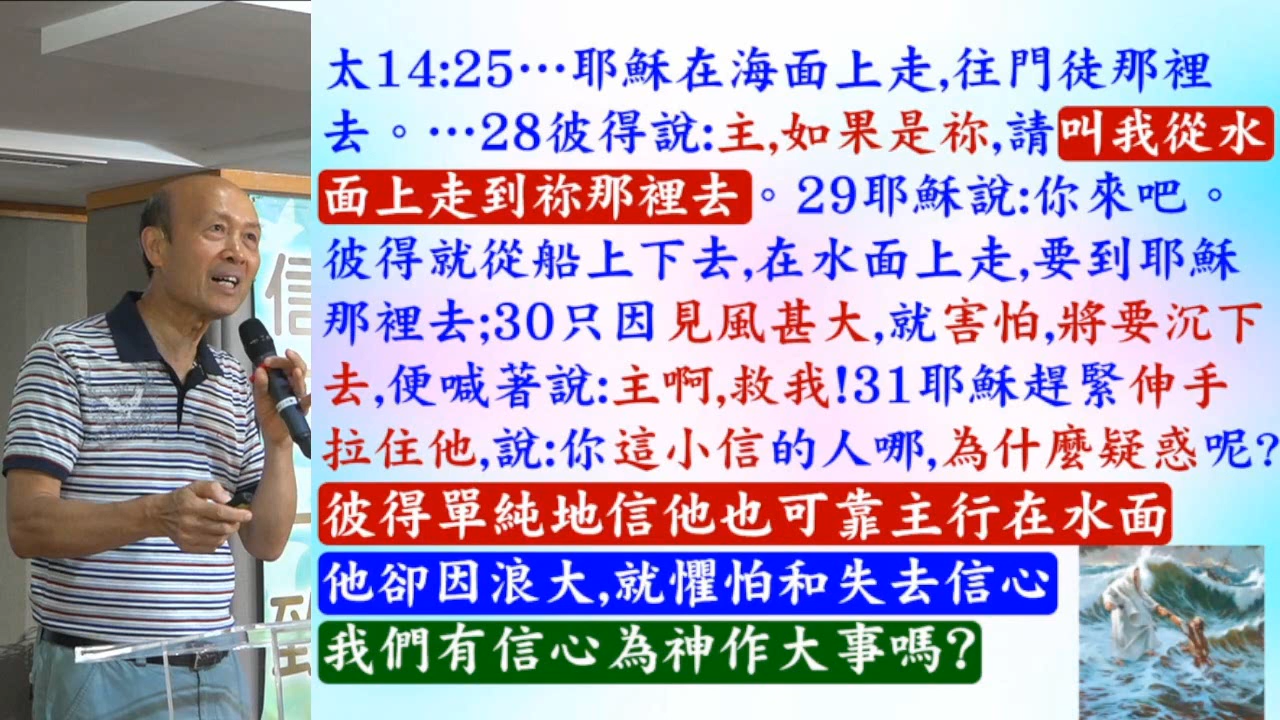 太14:25…耶穌在海面上走,往門徒那裡
去。…28彼得說:主,如果是祢,請叫我從水
面上走到祢那裡去。29耶穌說:你來吧。
彼得就從船上下去,在水面上走,要到耶穌
那裡去;30只因見風甚大,就害怕,將要沉下
去,便喊著說:主啊,救我!31耶穌趕緊伸手
拉住他,說:你這小信的人哪,為什麼疑惑呢?
彼得單純地信他也可靠主行在水面
他卻因浪大,就懼怕和失去信心
我們有信心為神作大事嗎?
信